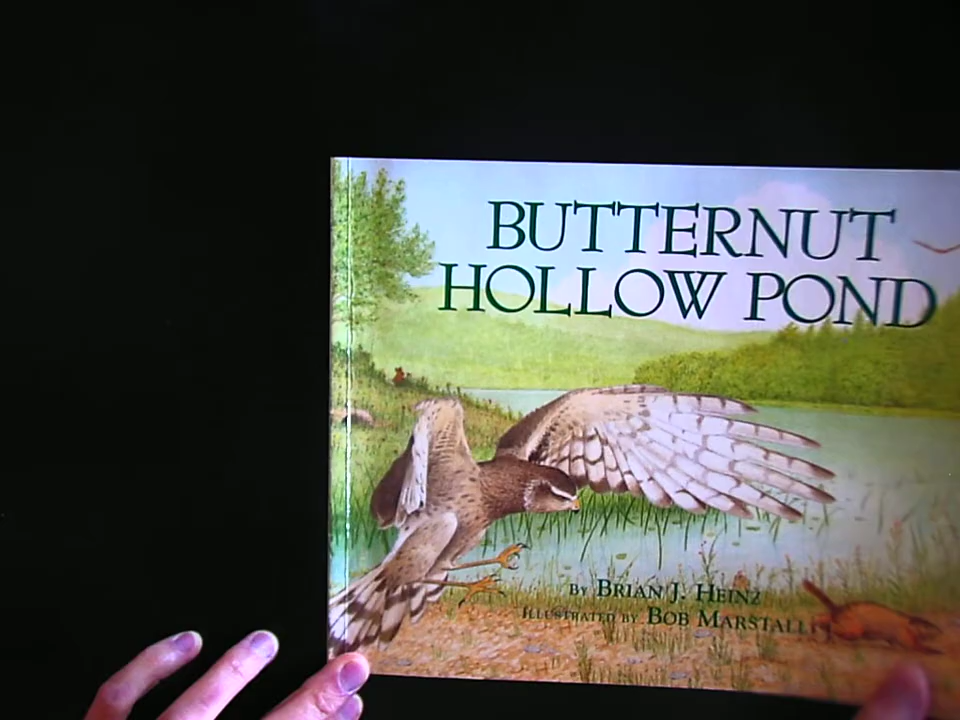 BUTTERNUT
HOLLOW POND
BY BRIAN J. HEINZ
ILLUSTRATED BY BOB MARSTALL